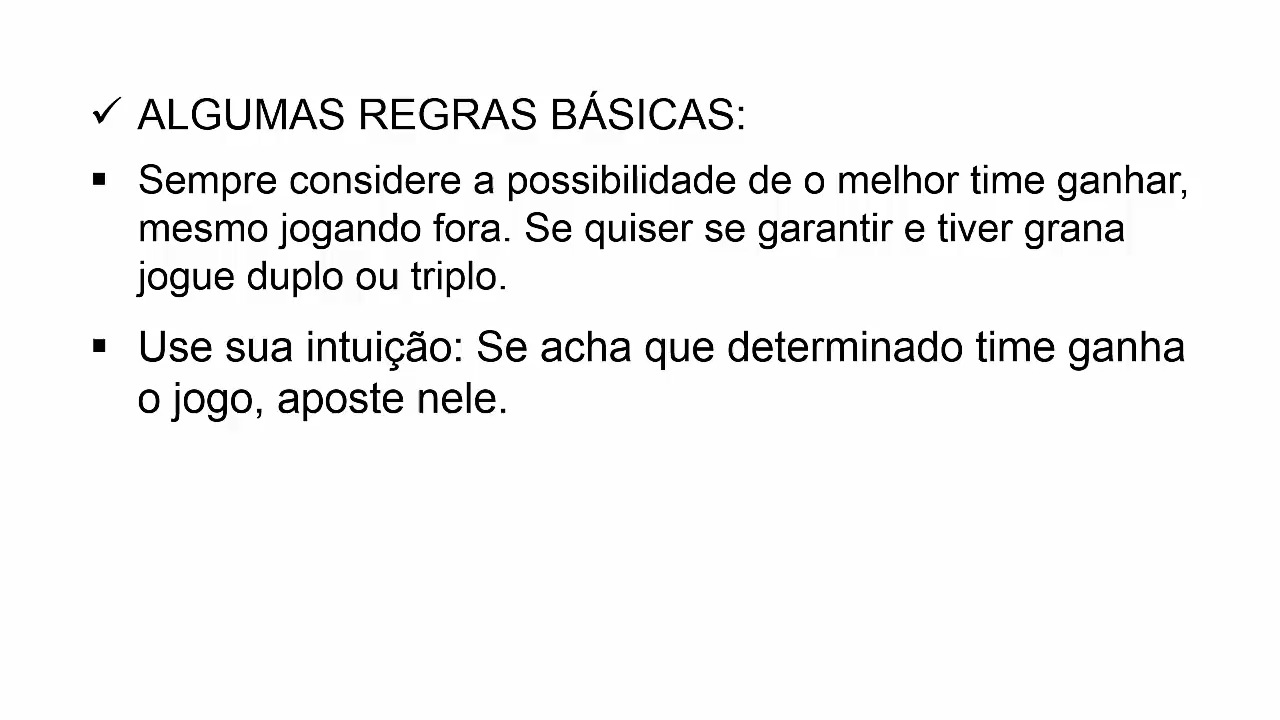 ✓ ALGUMAS REGRAS BÁSICAS:
▪ Sempre considere a possibilidade de o melhor time ganhar,
mesmo jogando fora. Se quiser se garantir e tiver grana
jogue duplo ou triplo.
▪ Use sua intuição: Se acha que determinado time ganha
o jogo, aposte nele.